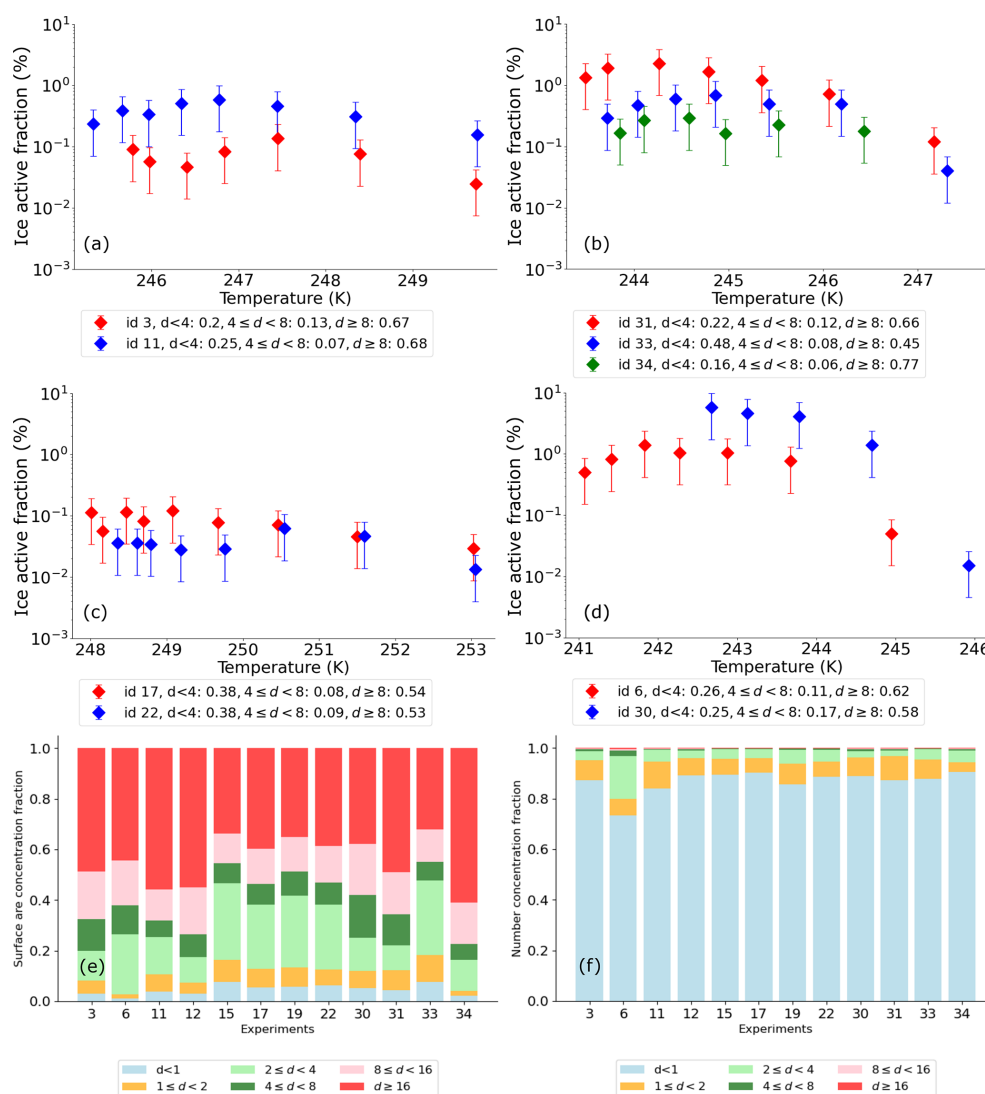 10¹ 10⁰ 10⁻¹ 10⁻² 10⁻³
Ice active fraction (%)
(a)
246 247 248 249
Temperature (K)
id 3, d<4: 0.2, 4 ≤ d < 8: 0.13, d ≥ 8: 0.67
id 11, d<4: 0.25, 4 ≤ d < 8: 0.07, d ≥ 8: 0.68
10¹ 10⁰ 10⁻¹ 10⁻² 10⁻³
Ice active fraction (%)
(b)
244 245 246 247
Temperature (K)
id 31, d<4: 0.22, 4 ≤ d < 8: 0.12, d ≥ 8: 0.66
id 33, d<4: 0.48, 4 ≤ d < 8: 0.08, d ≥ 8: 0.45
id 34, d<4: 0.16, 4 ≤ d < 8: 0.06, d ≥ 8: 0.77
10¹ 10⁰ 10⁻¹ 10⁻² 10⁻³
Ice active fraction (%)
(c)
248 249 250 251 252 253
Temperature (K)
id 17, d<4: 0.38, 4 ≤ d < 8: 0.08, d ≥ 8: 0.54
id 22, d<4: 0.38, 4 ≤ d < 8: 0.09, d ≥ 8: 0.53
10¹ 10⁰ 10⁻¹ 10⁻² 10⁻³
Ice active fraction (%)
(d)
241 242 243 244 245 246
Temperature (K)
id 6, d<4: 0.26, 4 ≤ d < 8: 0.11, d ≥ 8: 0.62
id 30, d<4: 0.25, 4 ≤ d < 8: 0.17, d ≥ 8: 0.58
1.0 0.8 0.6 0.4 0.2 0.0
Surface are concentration fraction
(e)
3 6 11 12 15 17 19 22 30 31 33 34
Experiments
d<1 2 ≤ d < 4 8 ≤ d < 16
1 ≤ d < 2 4 ≤ d < 8 d ≥ 16
1.0 0.8 0.6 0.4 0.2 0.0
Number concentration fraction
(f)
3 6 11 12 15 17 19 22 30 31 33 34
Experiments
d<1 2 ≤ d < 4 8 ≤ d < 16
1 ≤ d < 2 4 ≤ d < 8 d ≥ 16